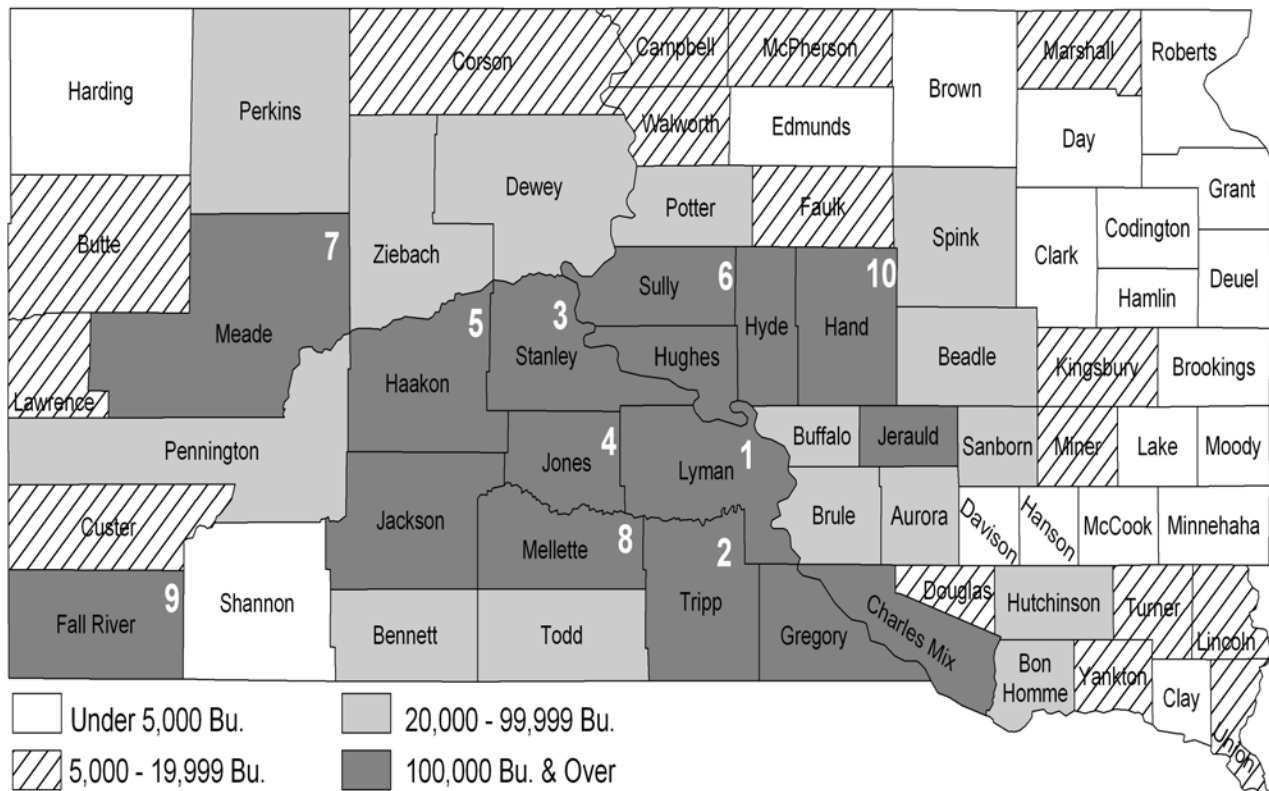 Harding
Perkins
Corson
Campbell
McPherson
Brown
Marshall
Roberts
Walworth
Edmunds
Day
Butte
Dewey
Ziebach
Potter
Faulk
Spink
Clark
Codington
Grant
Hamlin
Deuel
7
Meade
5
3
Sully
6
Hyde
10
Hand
Stanley
Hughes
Haakon
Beadle
Kingsbury
Brookings
Lawrence
Pennington
4
Jones
Lyman
1
Buffalo
Jerauld
Sanborn
Miner
Lake
Moody
Custer
Jackson
Mellette
8
2
Brule
Aurora
Davison
Hanson
McCook
Minnehaha
Fall River
9
Shannon
Bennett
Todd
Tripp
Gregory
Charles Mix
Douglas
Hutchinson
Turner
Lincoln
Bon
Homme
Yankton
Clay
Union
Under 5,000 Bu.
20,000 - 99,999 Bu.
5,000 - 19,999 Bu.
100,000 Bu. & Over